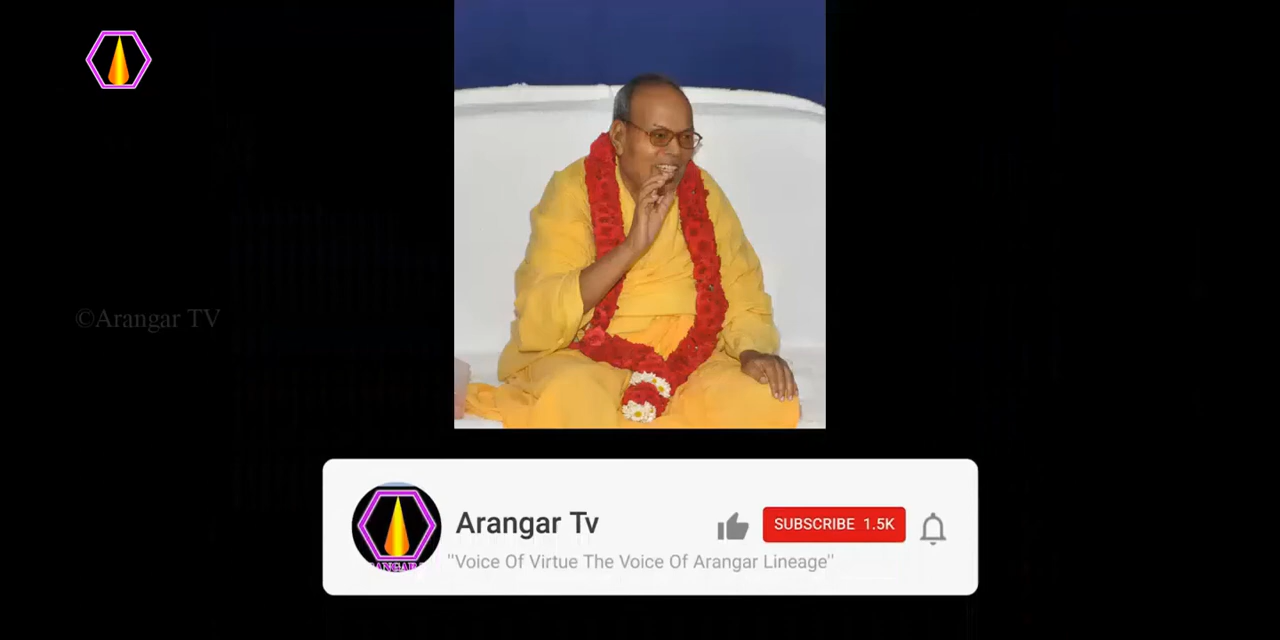 ©Arangar TV
Arangar Tv
SUBSCRIBE 1.5K
"Voice Of Virtue The Voice Of Arangar Lineage"